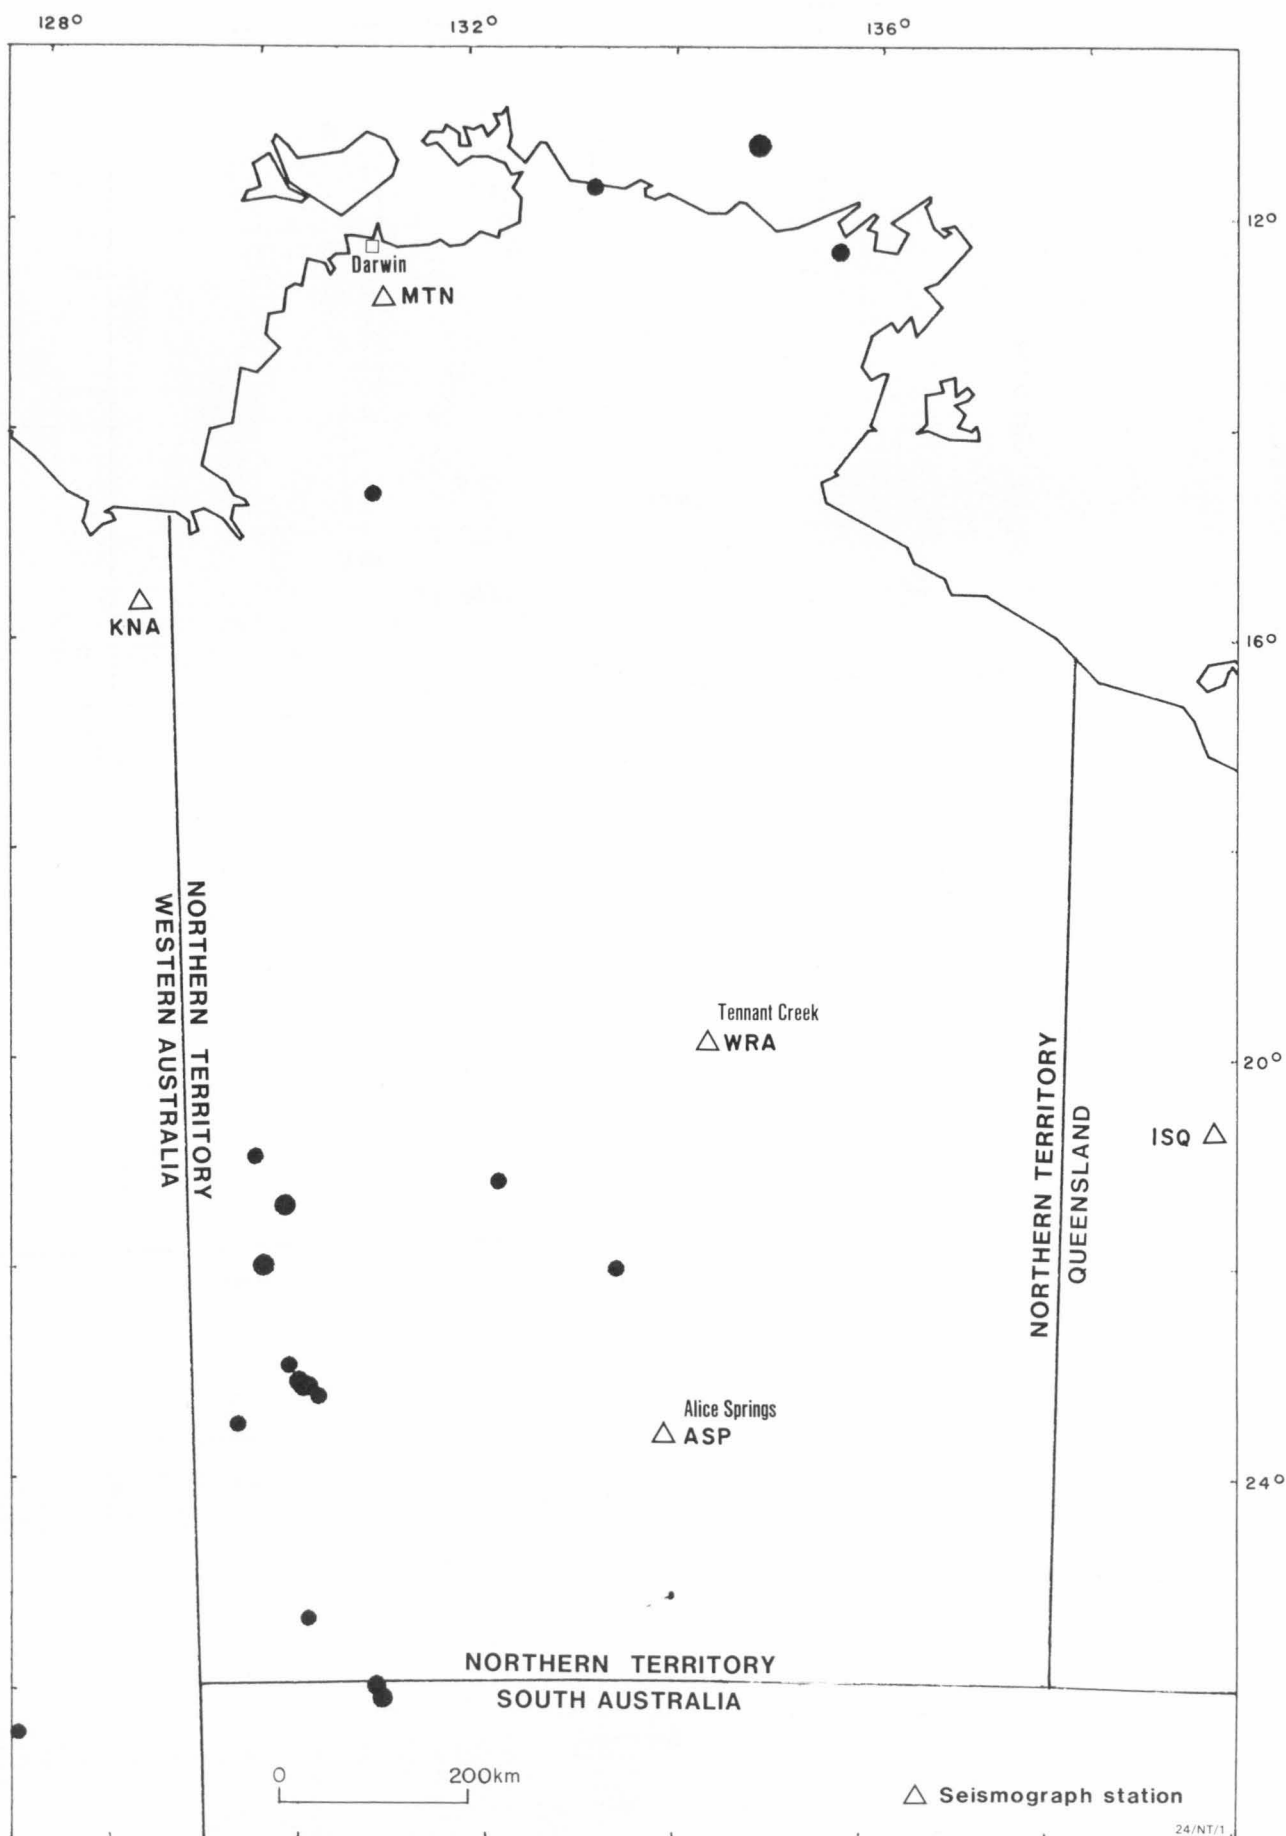 128°
132°
136°
12°
Darwin
MTN
KNA
16°
NORTHERN TERRITORY
WESTERN AUSTRALIA
Tennant Creek
WRA
20°
NORTHERN TERRITORY
QUEENSLAND
ISQ
Alice Springs
ASP
24°
NORTHERN TERRITORY
SOUTH AUSTRALIA
0 200km
Seismograph station
24/NT/1